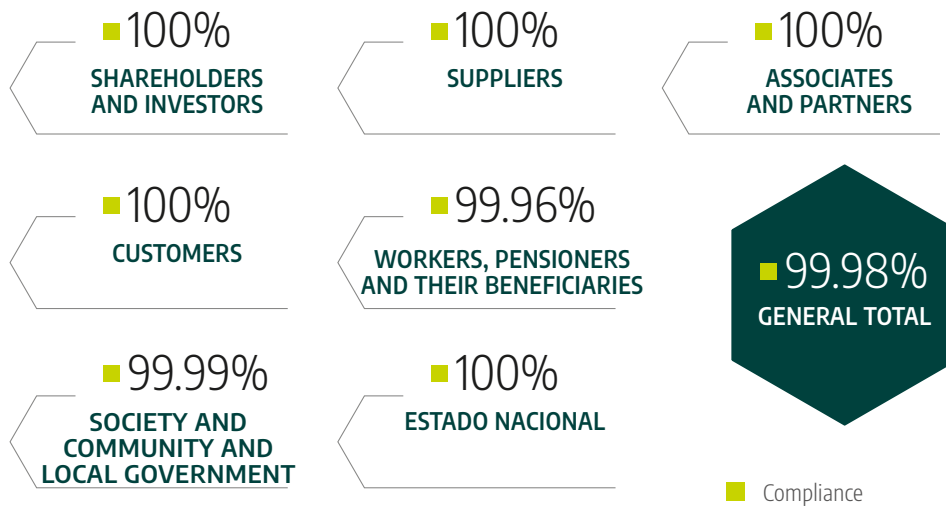 100%
SHAREHOLDERS
AND INVESTORS
100%
SUPPLIERS
100%
ASSOCIATES
AND PARTNERS
100%
CUSTOMERS
99.96%
WORKERS, PENSIONERS
AND THEIR BENEFICIARIES
99.98%
GENERAL TOTAL
99.99%
SOCIETY AND
COMMUNITY AND
LOCAL GOVERNMENT
100%
ESTADO NACIONAL
Compliance